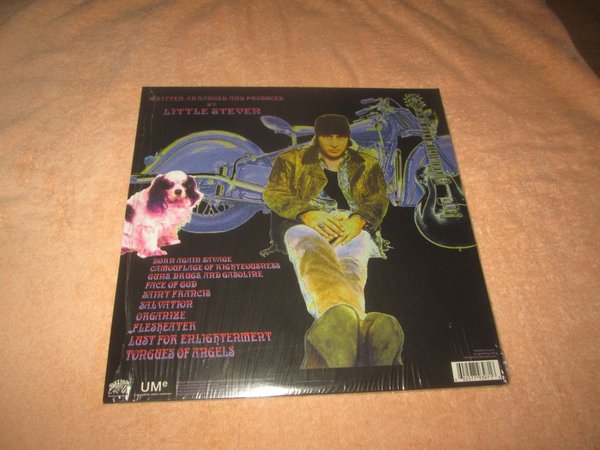 WRITTEN, ARRANGED AND PRODUCED
BY
LITTLE STEVEN
BORN AGAIN SAVAGE
CAMOUFLAGE OF RIGHTEOUSNESS
GUNS, DRUGS, AND GASOLINE
FACE OF GOD
SAINT FRANCIS
SALVATION
ORGANIZE
FLESHEATER
LUST FOR ENLIGHTENMENT
TONGUES OF ANGELS
UMe